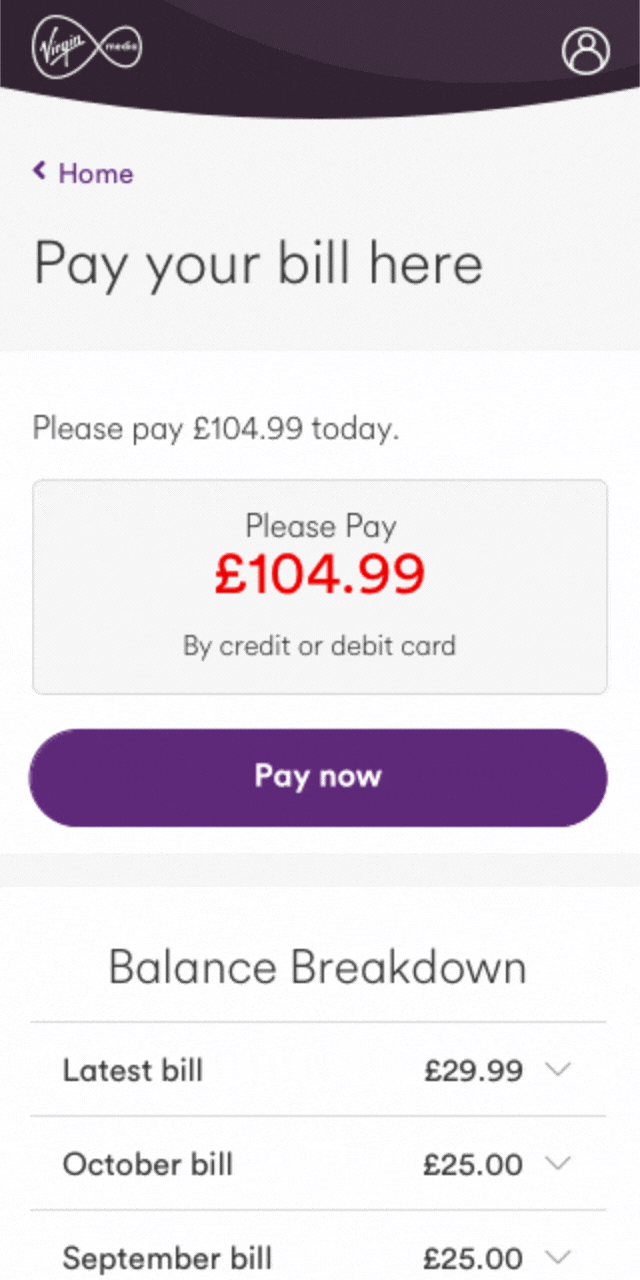 Virgin media
Home
Pay your bill here
Please pay £104.99 today.
Please Pay
£104.99
By credit or debit card
Pay now
Balance Breakdown
Latest bill £29.99
October bill £25.00
September bill £25.00